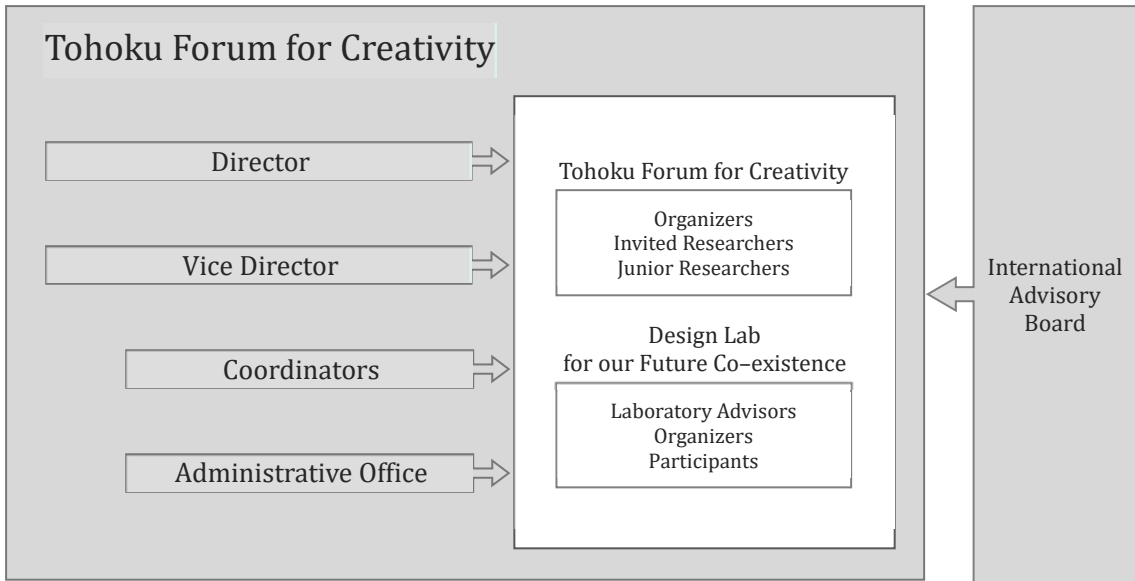 Tohoku Forum for Creativity
Director
Vice Director
Coordinators
Administrative Office
Tohoku Forum for Creativity
Organizers
Invited Researchers
Junior Researchers
Design Lab
for our Future Co–existence
Laboratory Advisors
Organizers
Participants
International
Advisory
Board